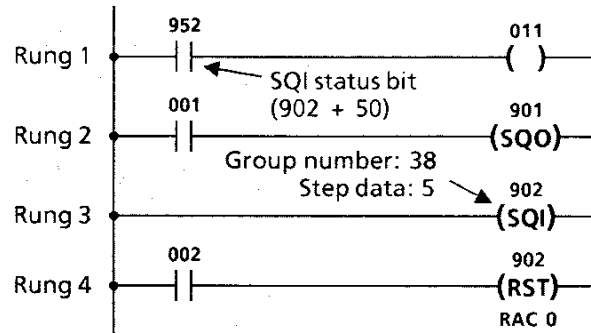 952 011
Rung 1 ( )
SQI status bit
(902 + 50)
001 901
Rung 2 (SQO)
Group number: 38
Step data: 5 902
Rung 3 (SQI)
002 902
Rung 4 (RST)
RAC 0